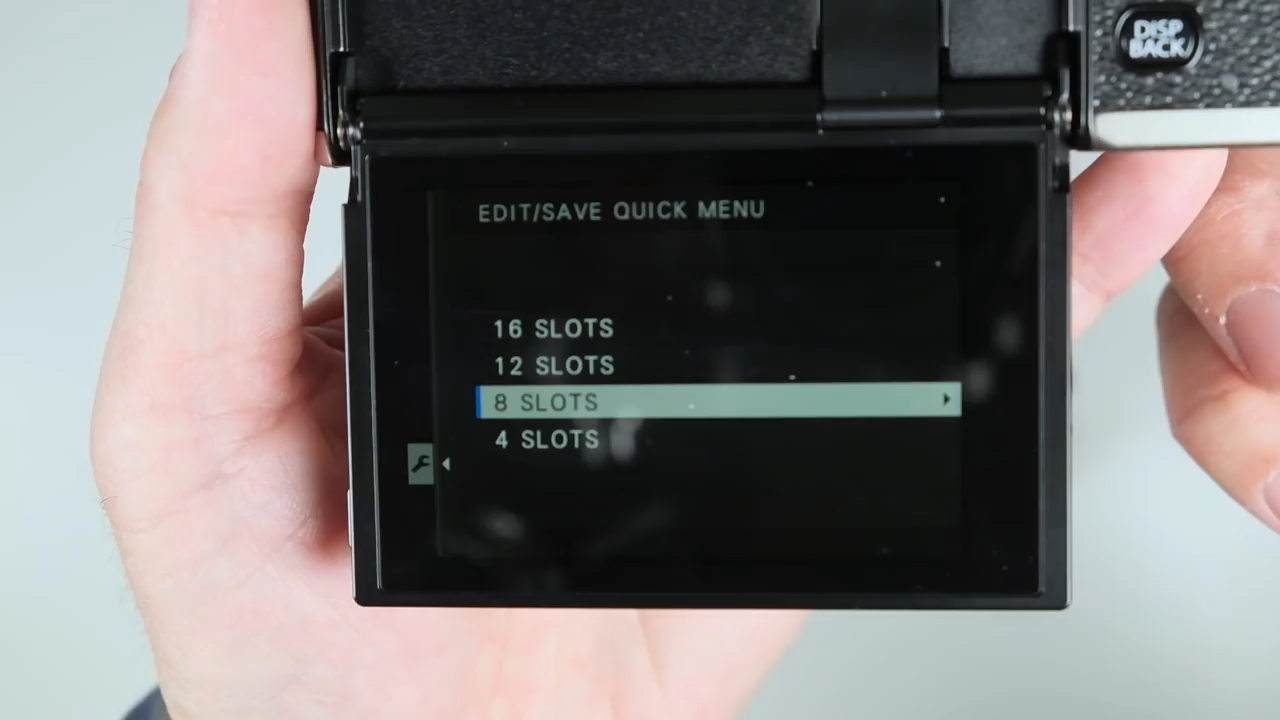 DISP
BACK
EDIT/SAVE QUICK MENU
16 SLOTS
12 SLOTS
8 SLOTS
4 SLOTS